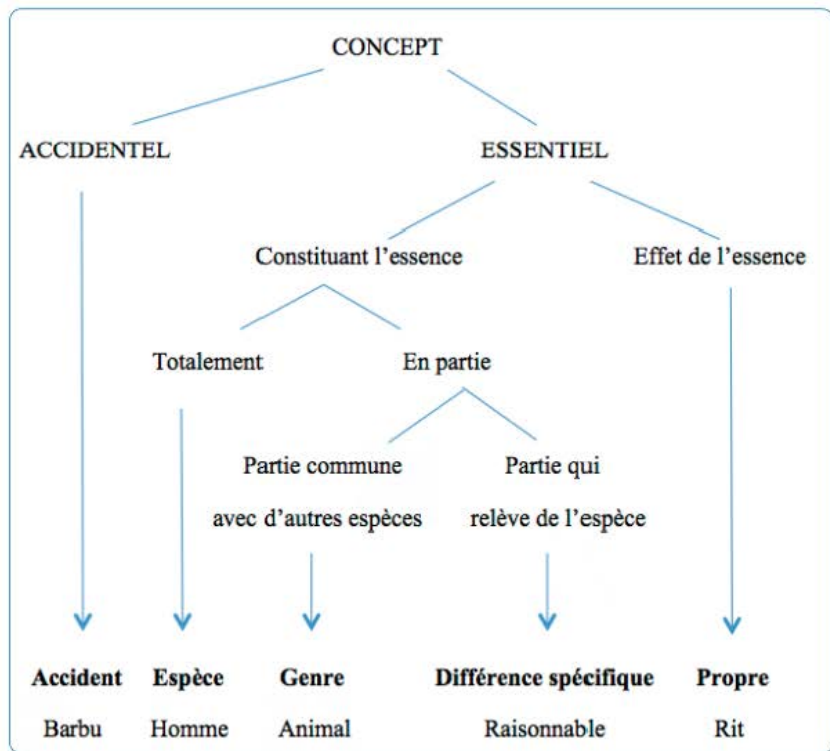 CONCEPT
ACCIDENTEL ESSENTIEL
Constituant l’essence Effet de l’essence
Totalement En partie
Partie commune Partie qui
avec d’autres espèces relève de l’espèce
Accident Espèce Genre Différence spécifique Propre
Barbu Homme Animal Raisonnable Rit